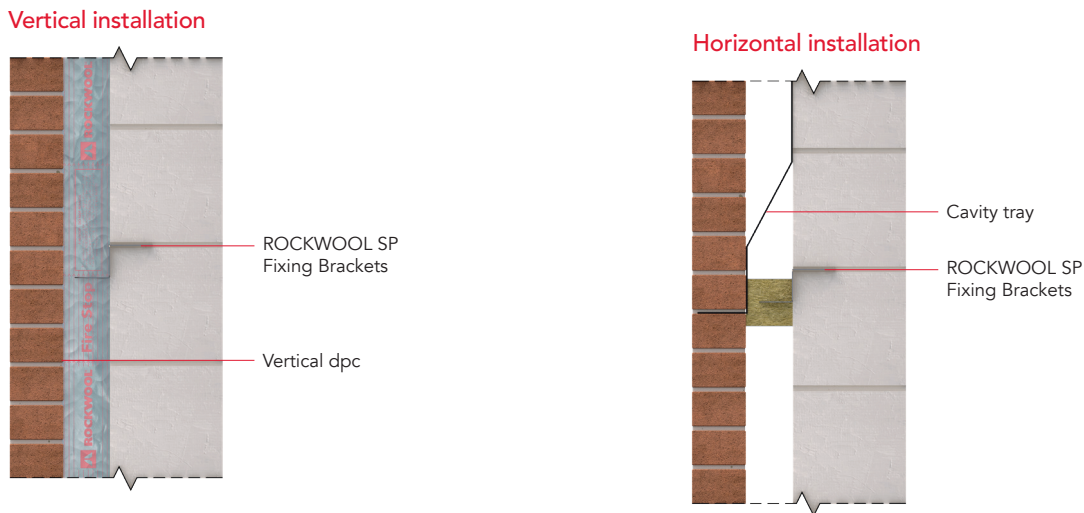 Vertical installation
ROCKWOOL SP
Fixing Brackets
Vertical dpc
ROCKWOOL
ROCKWOOL Fire Stop
Horizontal installation
Cavity tray
ROCKWOOL SP
Fixing Brackets